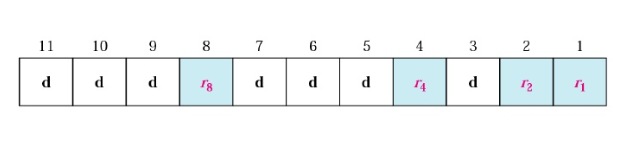 11 10 9 8 7 6 5 4 3 2 1
d d d r₈ d d d r₄ d r₂ r₁